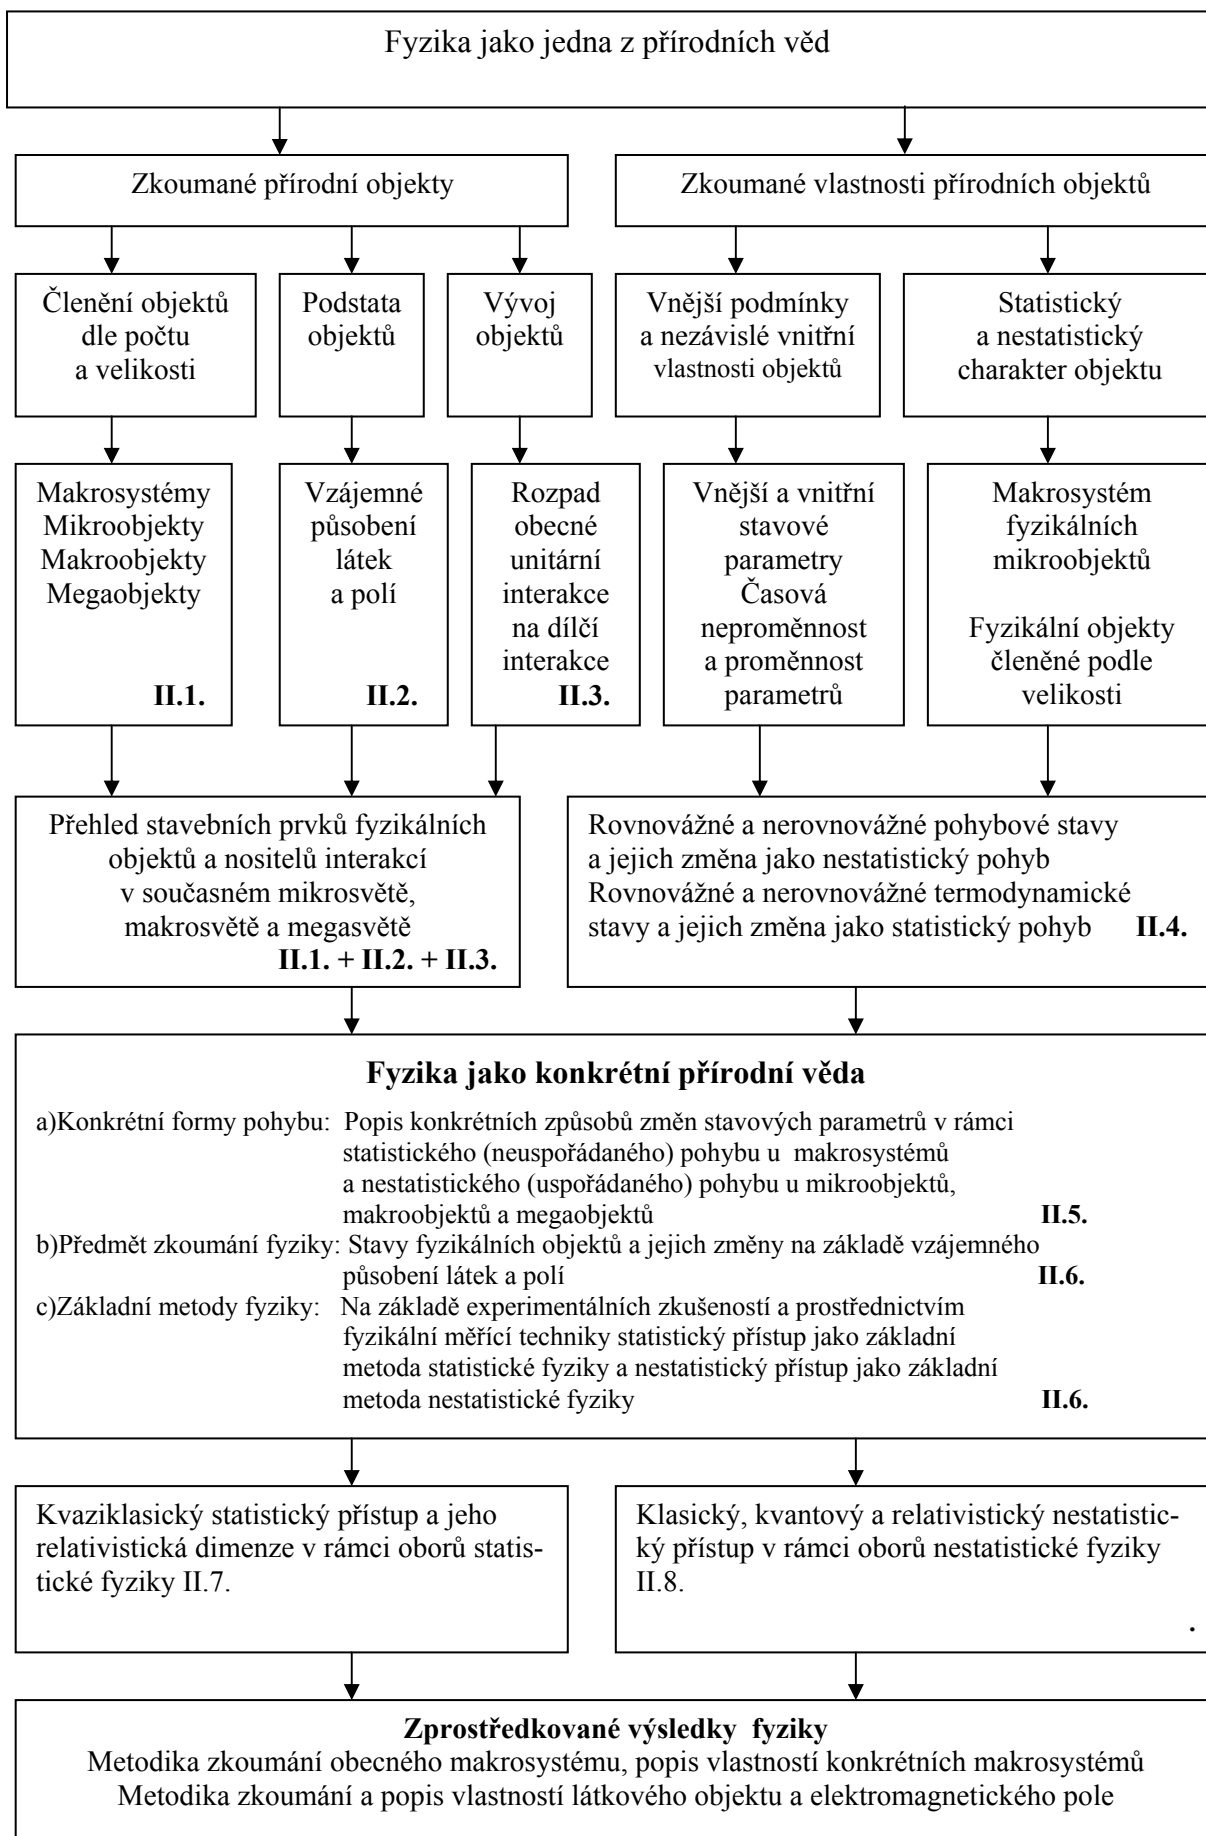 Fyzika jako jedna z přírodních věd
Zkoumané přírodní objekty
Zkoumané vlastnosti přírodních objektů
Členění objektů
dle počtu
a velikosti
Podstata
objektů
Vývoj
objektů
Vnější podmínky
a nezávislé vnitřní
vlastnosti objektů
Statistický
a nestatistický
charakter objektu
Makrosystémy
Mikroobjekty
Makroobjekty
Megaobjekty
II.1.
Vzájemné
působení
látek
a polí
II.2.
Rozpad
obecné
unitární
interakce
na dílčí
interakce
II.3.
Vnější a vnitřní
stavové
parametry
Časová
neproměnnost
a proměnnost
parametrů
Makrosystém
fyzikálních
mikroobjektů
Fyzikální objekty
členěné podle
velikosti
Přehled stavebních prvků fyzikálních
objektů a nositelů interakcí
v současném mikrosvětě,
makrosvětě a megasvětě
II.1. + II.2. + II.3.
Rovnovážné a nerovnovážné pohybové stavy
a jejich změna jako nestatistický pohyb
Rovnovážné a nerovnovážné termodynamické
stavy a jejich změna jako statistický pohyb II.4.
Fyzika jako konkrétní přírodní věda
a)Konkrétní formy pohybu: Popis konkrétních způsobů změn stavových parametrů v rámci
statistického (neuspořádaného) pohybu u makrosystémů
a nestatistického (uspořádaného) pohybu u mikroobjektů,
makroobjektů a megaobjektů II.5.
b)Předmět zkoumání fyziky: Stavy fyzikálních objektů a jejich změny na základě vzájemného
působení látek a polí II.6.
c)Základní metody fyziky: Na základě experimentálních zkušeností a prostřednictvím
fyzikální měřící techniky statistický přístup jako základní
metoda statistické fyziky a nestatistický přístup jako základní
metoda nestatistické fyziky II.6.
Kvaziklasický statistický přístup a jeho
relativistická dimenze v rámci oborů statis-
tické fyziky II.7.
Klasický, kvantový a relativistický nestatistic-
ký přístup v rámci oborů nestatistické fyziky
II.8.
.
Zprostředkované výsledky fyziky
Metodika zkoumání obecného makrosystému, popis vlastností konkrétních makrosystémů
Metodika zkoumání a popis vlastností látkového objektu a elektromagnetického pole